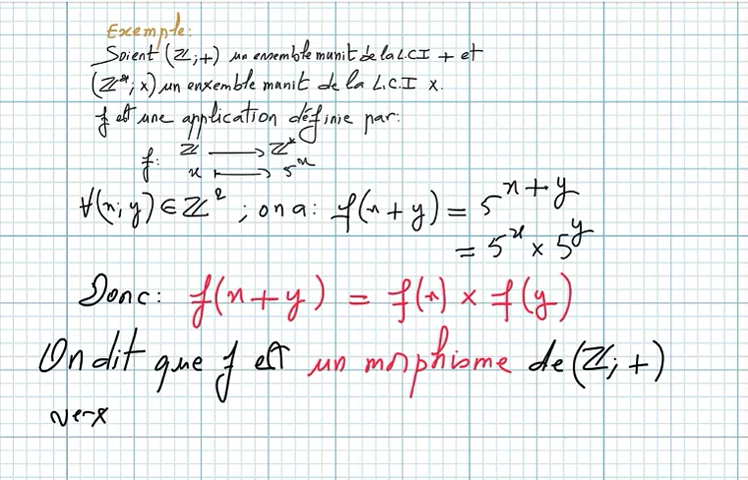 Exemple:
Soient (ℤ;+) un ensemble munit de la L.C.I + et
(ℤ*; x) un enxemble munit de la L.C.I x.
f est une application définie par:
f: ℤ ⟶ ℤ*
x ⟼ 5^x
∀(x;y) ∈ ℤ²; on a: f(x+y) = 5^(x+y)
= 5^x × 5^y
Donc: f(x+y) = f(x) × f(y)
On dit que f est un morphisme de (ℤ;+)
vers